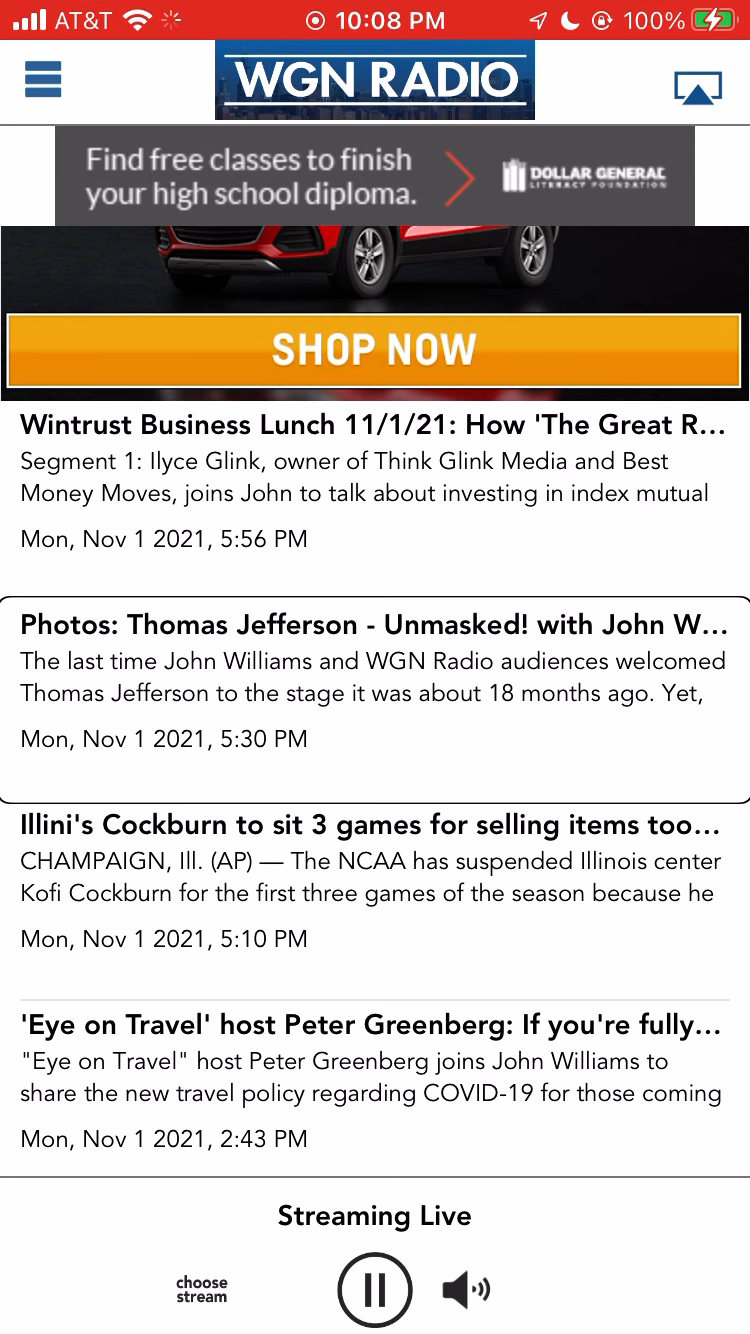 AT&T 10:08 PM 100%
WGN RADIO
Find free classes to finish
your high school diploma.
DOLLAR GENERAL
LITERACY FOUNDATION
SHOP NOW
Wintrust Business Lunch 11/1/21: How 'The Great R...
Segment 1: Ilyce Glink, owner of Think Glink Media and Best
Money Moves, joins John to talk about investing in index mutual
Mon, Nov 1 2021, 5:56 PM
Photos: Thomas Jefferson - Unmasked! with John W...
The last time John Williams and WGN Radio audiences welcomed
Thomas Jefferson to the stage it was about 18 months ago. Yet,
Mon, Nov 1 2021, 5:30 PM
Illini's Cockburn to sit 3 games for selling items too...
CHAMPAIGN, Ill. (AP) — The NCAA has suspended Illinois center
Kofi Cockburn for the first three games of the season because he
Mon, Nov 1 2021, 5:10 PM
'Eye on Travel' host Peter Greenberg: If you're fully...
"Eye on Travel" host Peter Greenberg joins John Williams to
share the new travel policy regarding COVID-19 for those coming
Mon, Nov 1 2021, 2:43 PM
Streaming Live
choose
stream